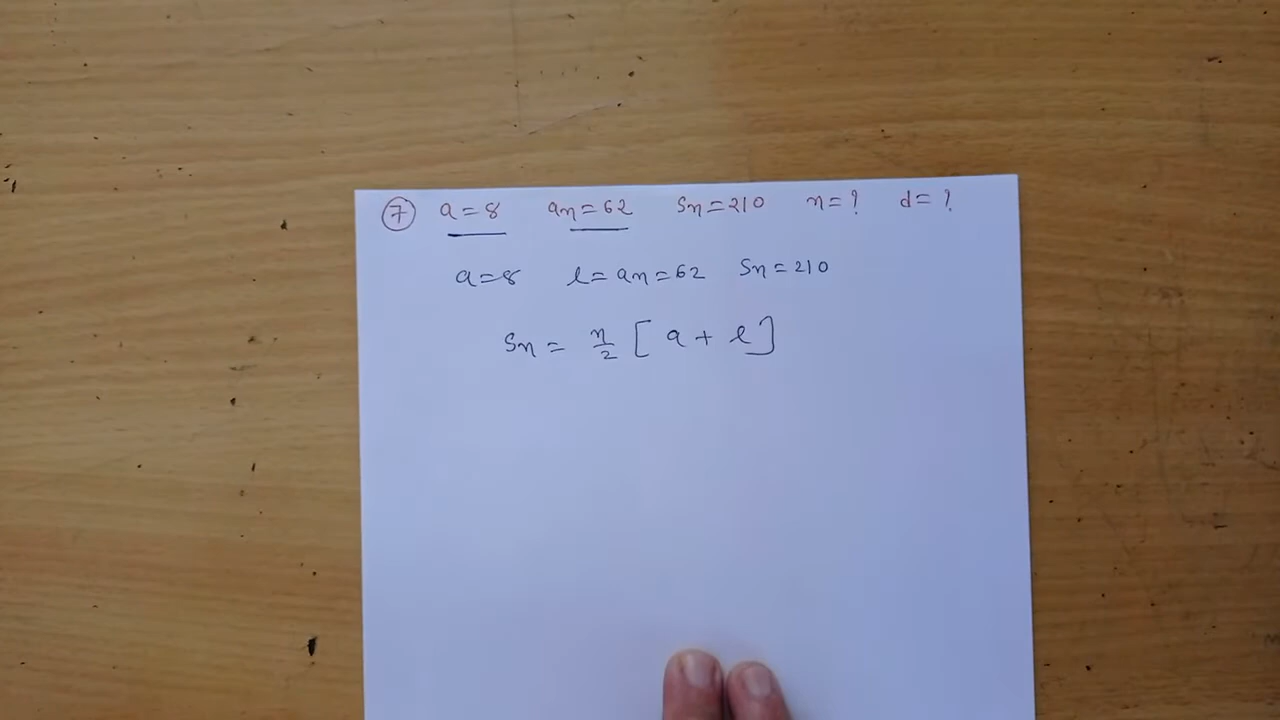 7 a=8 an=62 Sn=210 n=? d=?
a=8 l=an=62 Sn=210
Sn = n/2 [a+l]